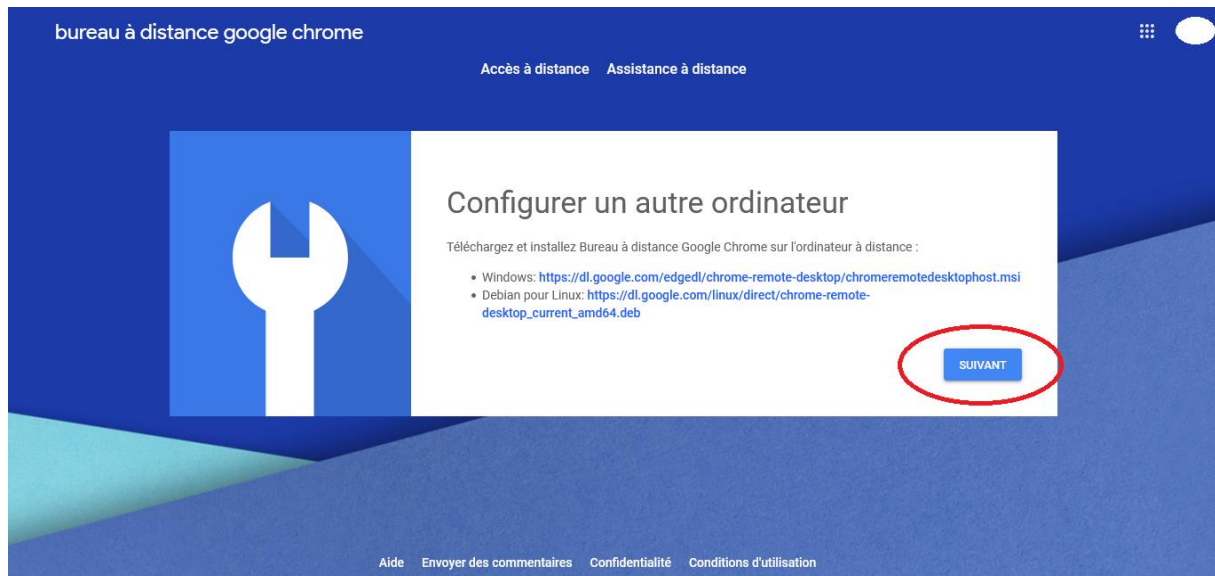 bureau à distance google chrome
Accès à distance Assistance à distance
Configurer un autre ordinateur
Téléchargez et installez Bureau à distance Google Chrome sur l'ordinateur à distance :
• Windows: https://dl.google.com/edgedl/chrome-remote-desktop/chromeremotedesktophost.msi
• Debian pour Linux: https://dl.google.com/linux/direct/chrome-remote-
desktop_current_amd64.deb
SUIVANT
Aide Envoyer des commentaires Confidentialité Conditions d'utilisation